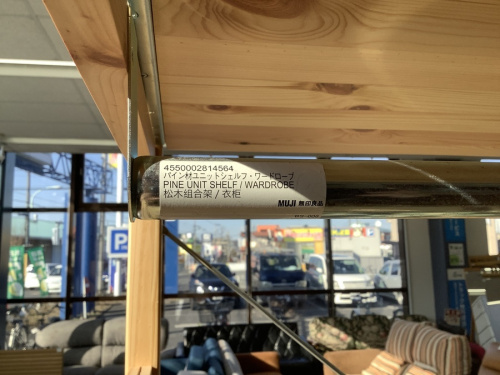 4550002814564
パイン材ユニットシェルフ・ワードローブ
PINE UNIT SHELF / WARDROBE
松木组合架 / 衣柜
MUJI 無印良品
P